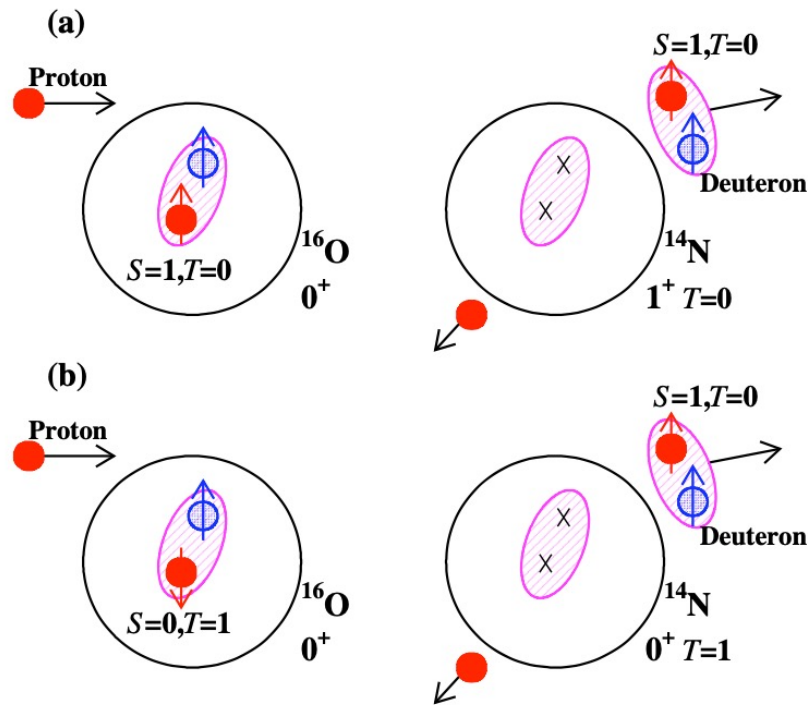 (a)
Proton
S=1,T=0
¹⁶O
0⁺
S=1,T=0
Deuteron
¹⁴N
1⁺ T=0
(b)
Proton
S=0,T=1
¹⁶O
0⁺
S=1,T=0
Deuteron
¹⁴N
0⁺ T=1